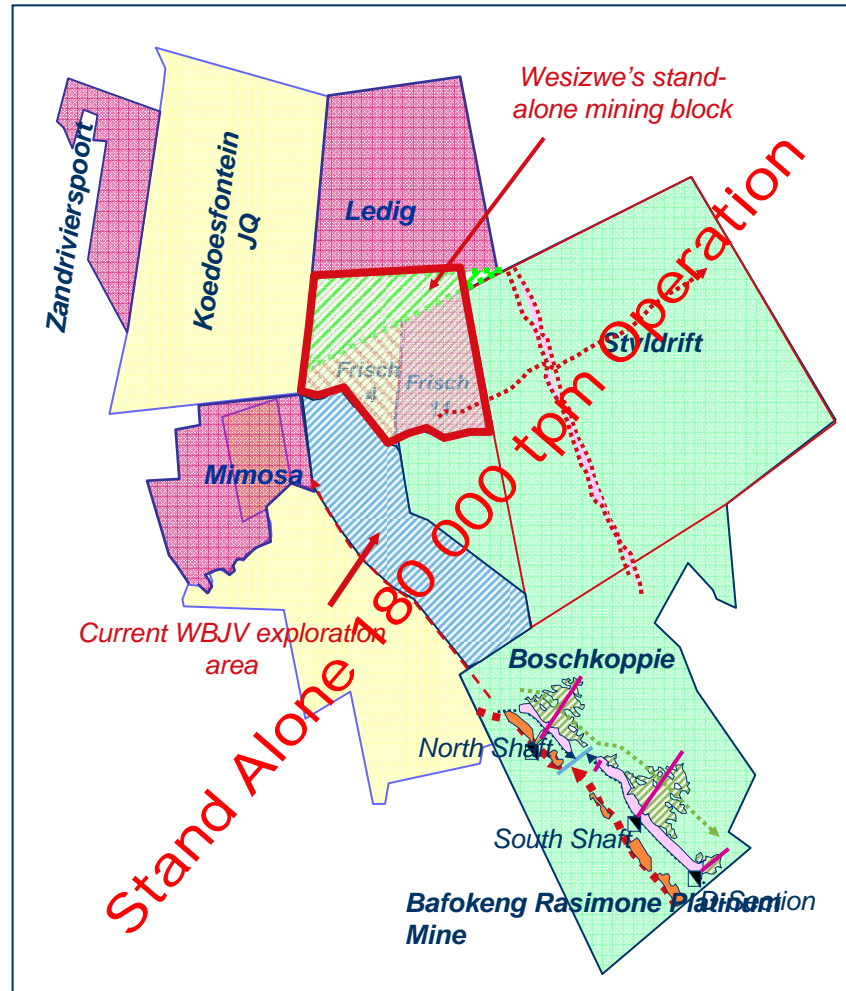 Wesizwe's stand-
alone mining block
Zandrivierspoort
Koedoesfontein
JQ
Ledig
Styldrift
Frisch
4
Frisch
11
Mimosa
Current WBJV exploration
area
Stand Alone 180 000 tpm Operation
Boschkoppie
North Shaft
South Shaft
D-Section
Bafokeng Rasimone Platinum
Mine